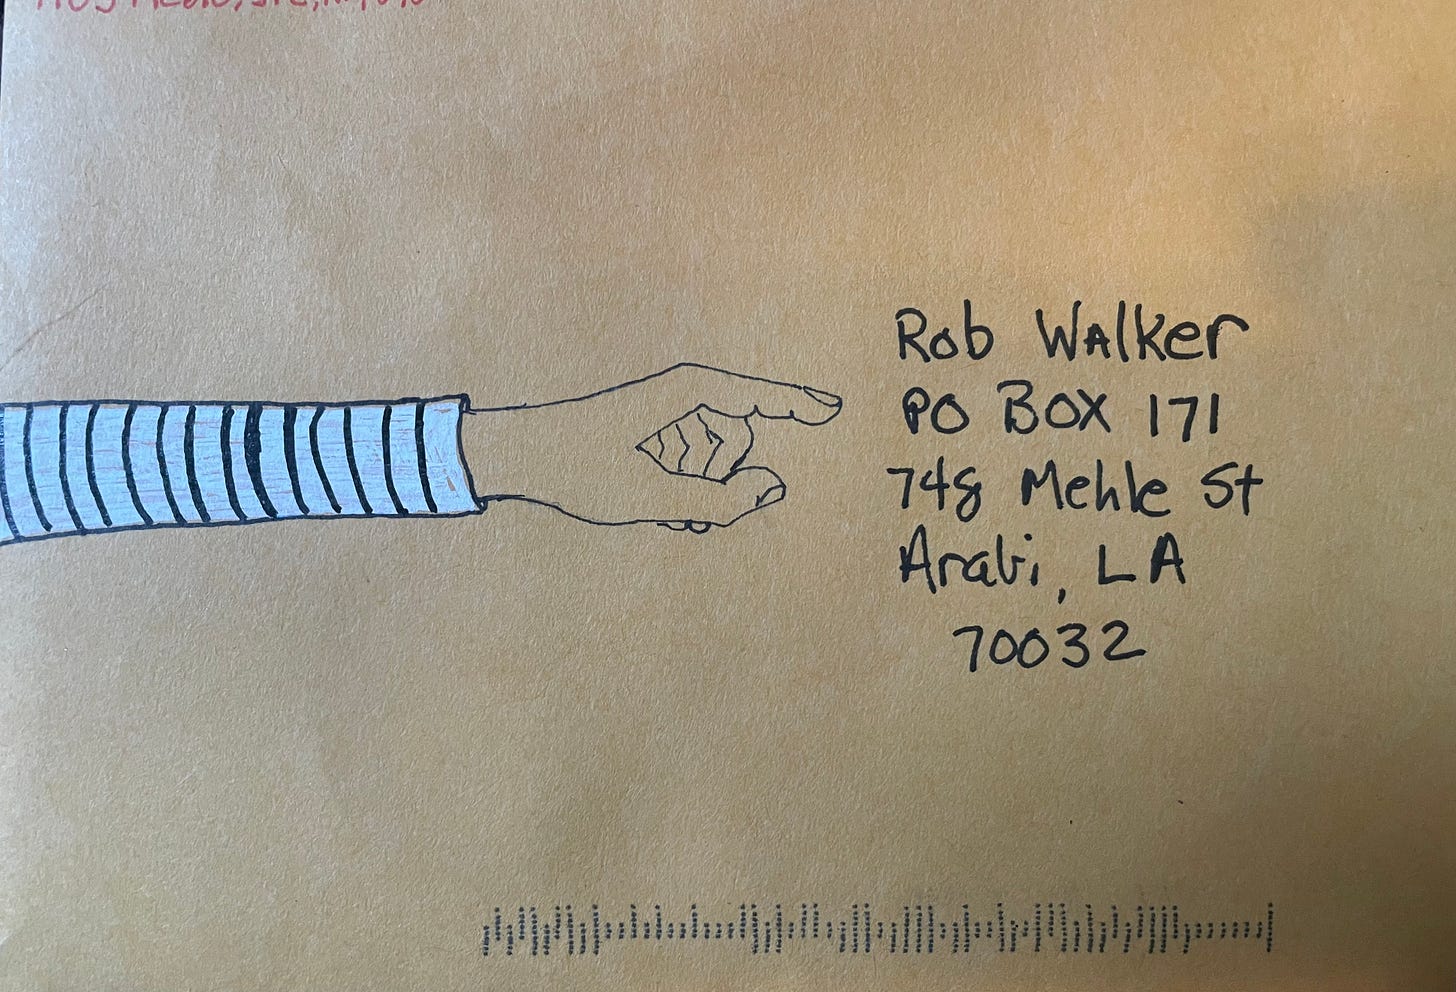 Rob Walker
PO BOX 171
748 Mehle St
Arabi, LA
70032